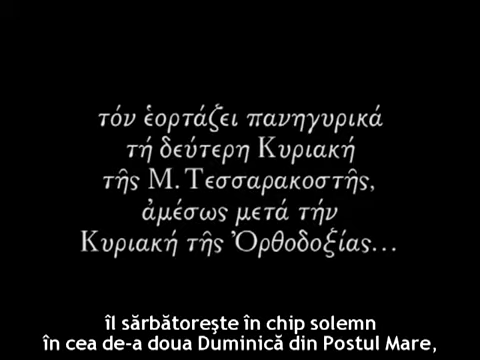 τόν ἑορτάζει πανηγυρικά
τή δεύτερη Κυριακή
τῆς Μ. Τεσσαρακοστῆς,
ἀμέσως μετά τήν
Κυριακή τῆς Ὀρθοδοξίας...
îl sărbătoreşte în chip solemn
în cea de-a doua Duminică din Postul Mare,